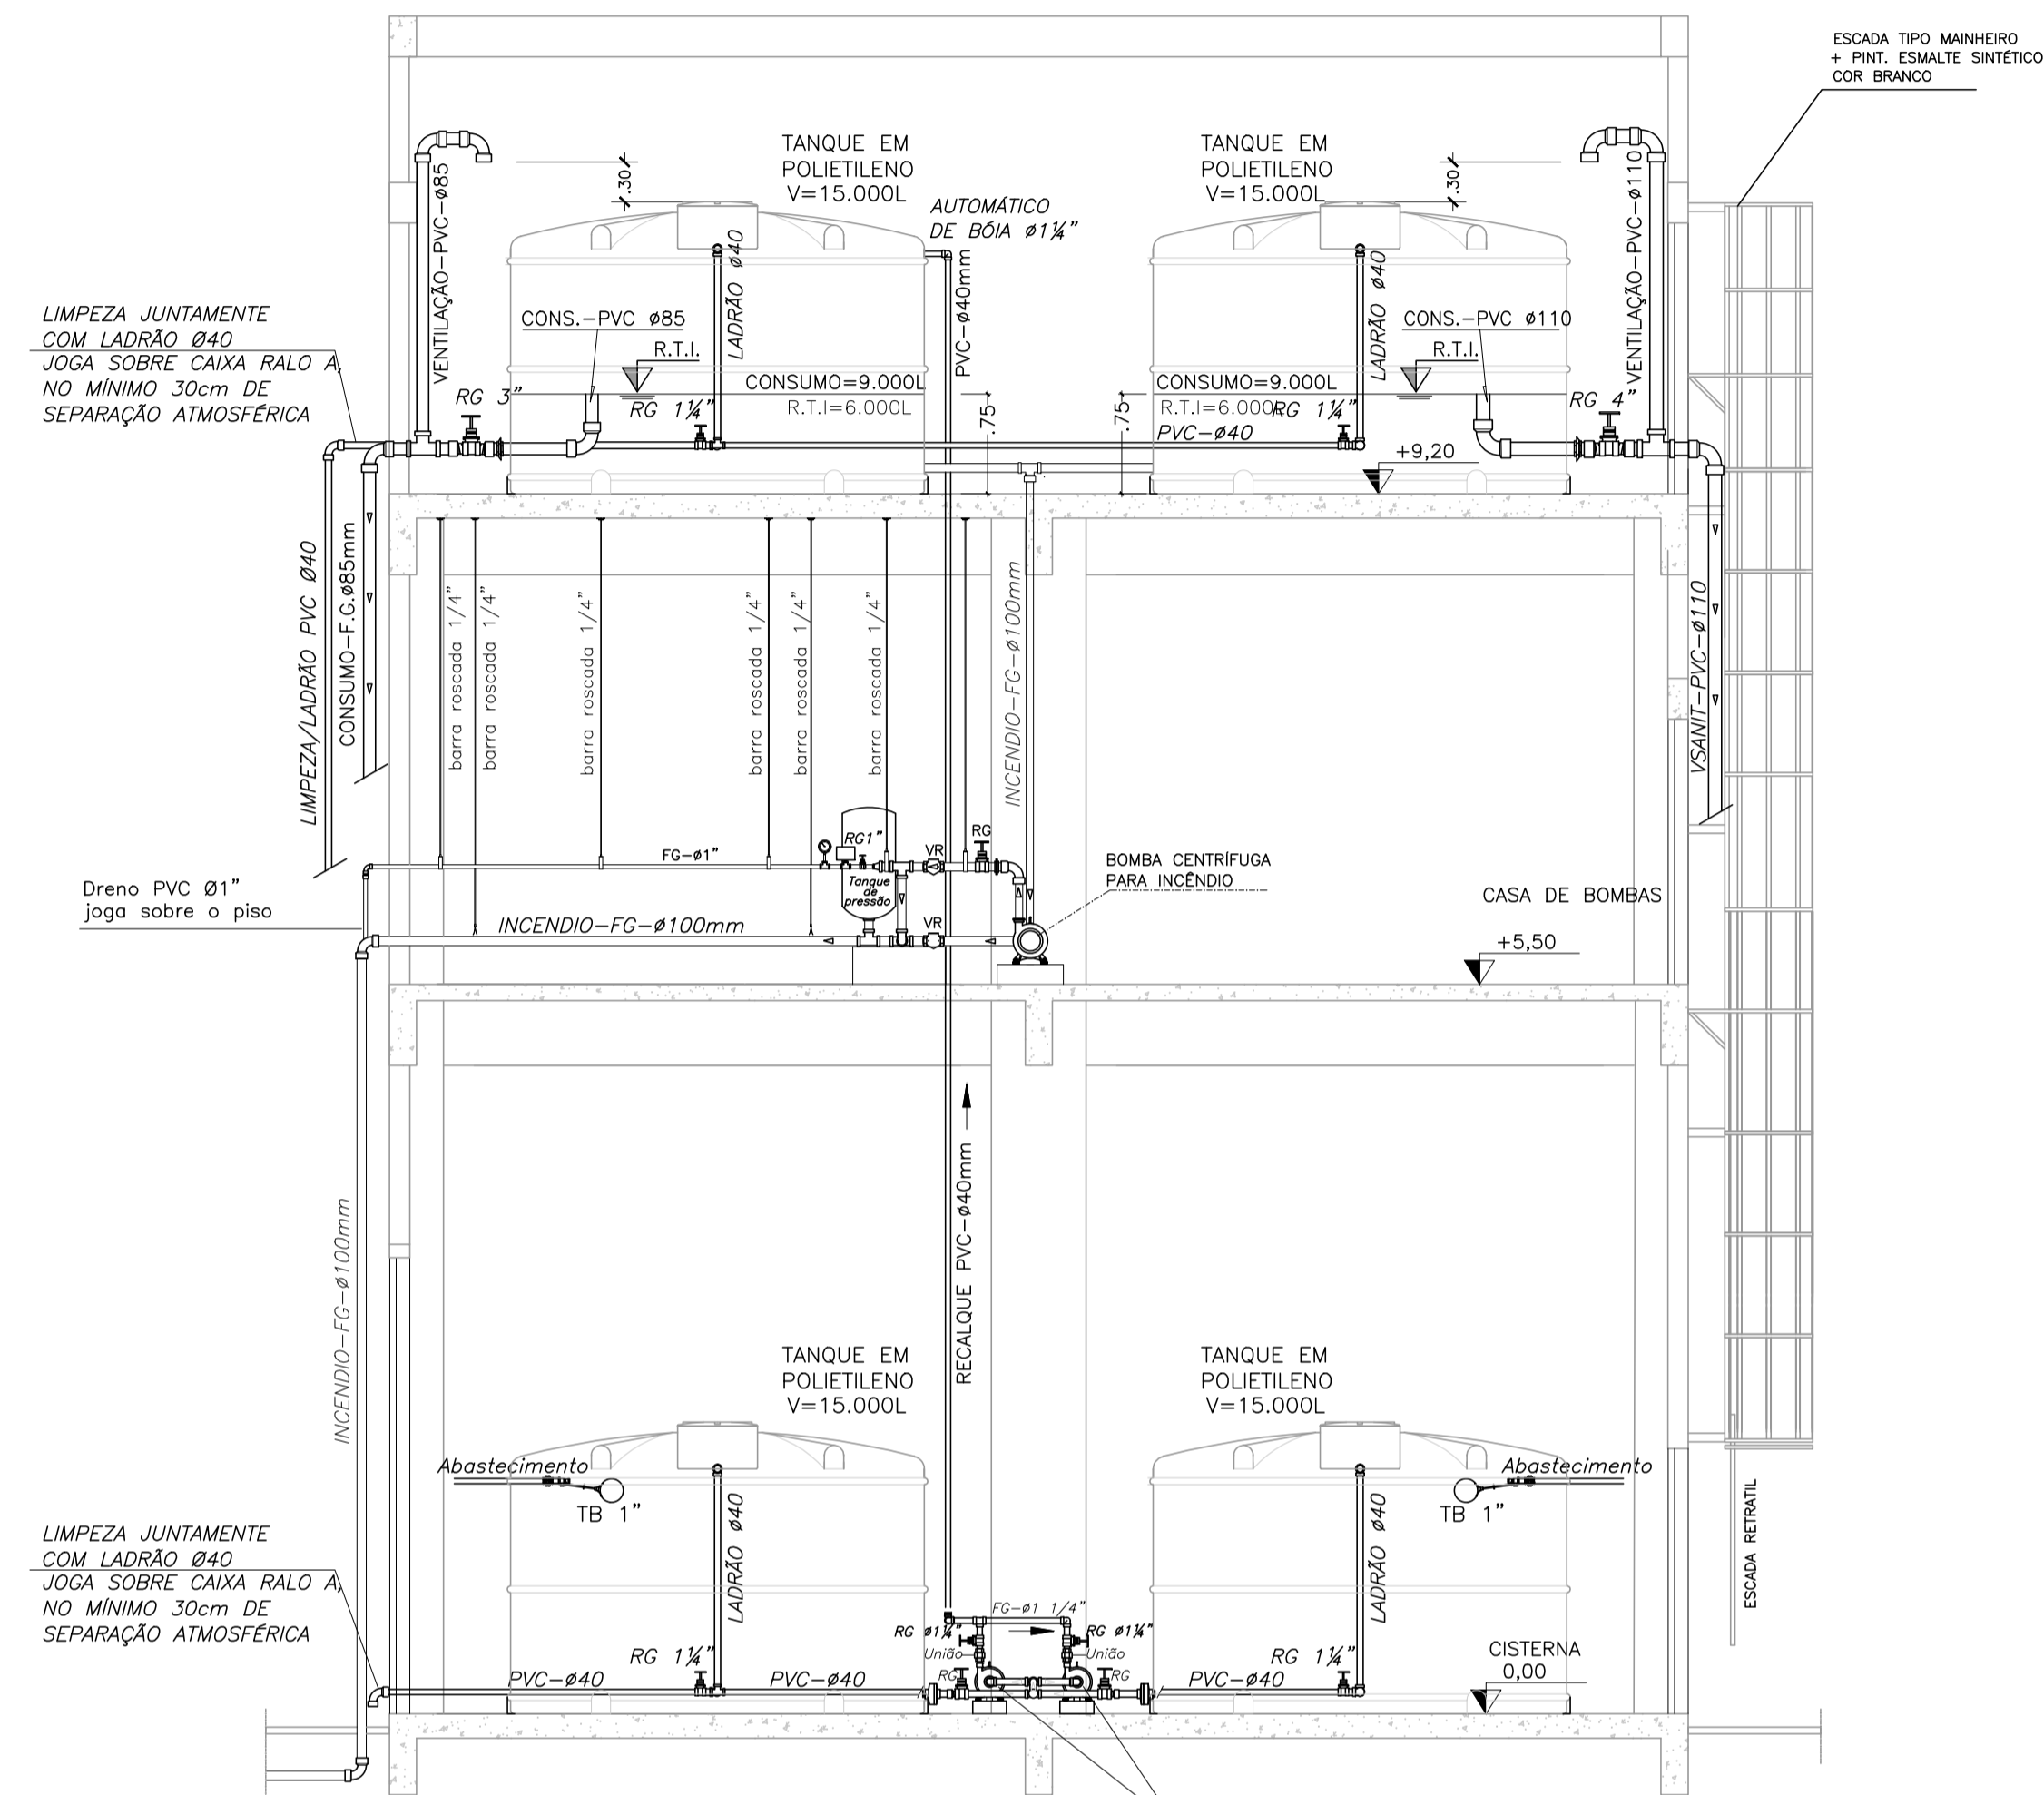 ESCADA TIPO MAINHEIRO
+ PINT. ESMALTE SINTÉTICO
COR BRANCO
TANQUE EM
POLIETILENO
V=15.000L
TANQUE EM
POLIETILENO
V=15.000L
.30
.30
AUTOMÁTICO
DE BÓIA ø1¼"
VENTILAÇÃO-PVC-ø85
LADRÃO ø40
PVC-ø40mm
LADRÃO ø40
VENTILAÇÃO-PVC-ø110
LIMPEZA JUNTAMENTE
COM LADRÃO Ø40
JOGA SOBRE CAIXA RALO A,
NO MÍNIMO 30cm DE
SEPARAÇÃO ATMOSFÉRICA
CONS.-PVC ø85
R.T.I.
CONS.-PVC ø110
R.T.I.
CONSUMO=9.000L
R.T.I=6.000L
CONSUMO=9.000L
R.T.I=6.000
RG 3"
RG 1¼"
.75
.75
RG 1¼"
PVC-ø40
RG 4"
+9,20
LIMPEZA/LADRÃO PVC Ø40
CONSUMO-F.G.ø85mm
barra roscada 1/4"
barra roscada 1/4"
barra roscada 1/4"
barra roscada 1/4"
barra roscada 1/4"
barra roscada 1/4"
INCENDIO-FG-ø100mm
VSANIT-PVC-ø110
FG-ø1"
RG1"
VR
RG
Tanque
de
pressão
BOMBA CENTRÍFUGA
PARA INCÊNDIO
CASA DE BOMBAS
Dreno PVC Ø1"
joga sobre o piso
INCENDIO-FG-ø100mm
VR
+5,50
INCENDIO-FG-ø100mm
RECALQUE PVC-ø40mm
TANQUE EM
POLIETILENO
V=15.000L
TANQUE EM
POLIETILENO
V=15.000L
Abastecimento
TB 1"
LADRÃO ø40
Abastecimento
TB 1"
LADRÃO ø40
ESCADA RETRATIL
LIMPEZA JUNTAMENTE
COM LADRÃO Ø40
JOGA SOBRE CAIXA RALO A,
NO MÍNIMO 30cm DE
SEPARAÇÃO ATMOSFÉRICA
FG-ø1 1/4"
RG ø1¼"
RG ø1¼"
União
União
RG
RG
RG 1¼"
PVC-ø40
PVC-ø40
PVC-ø40
RG 1¼"
CISTERNA
0,00